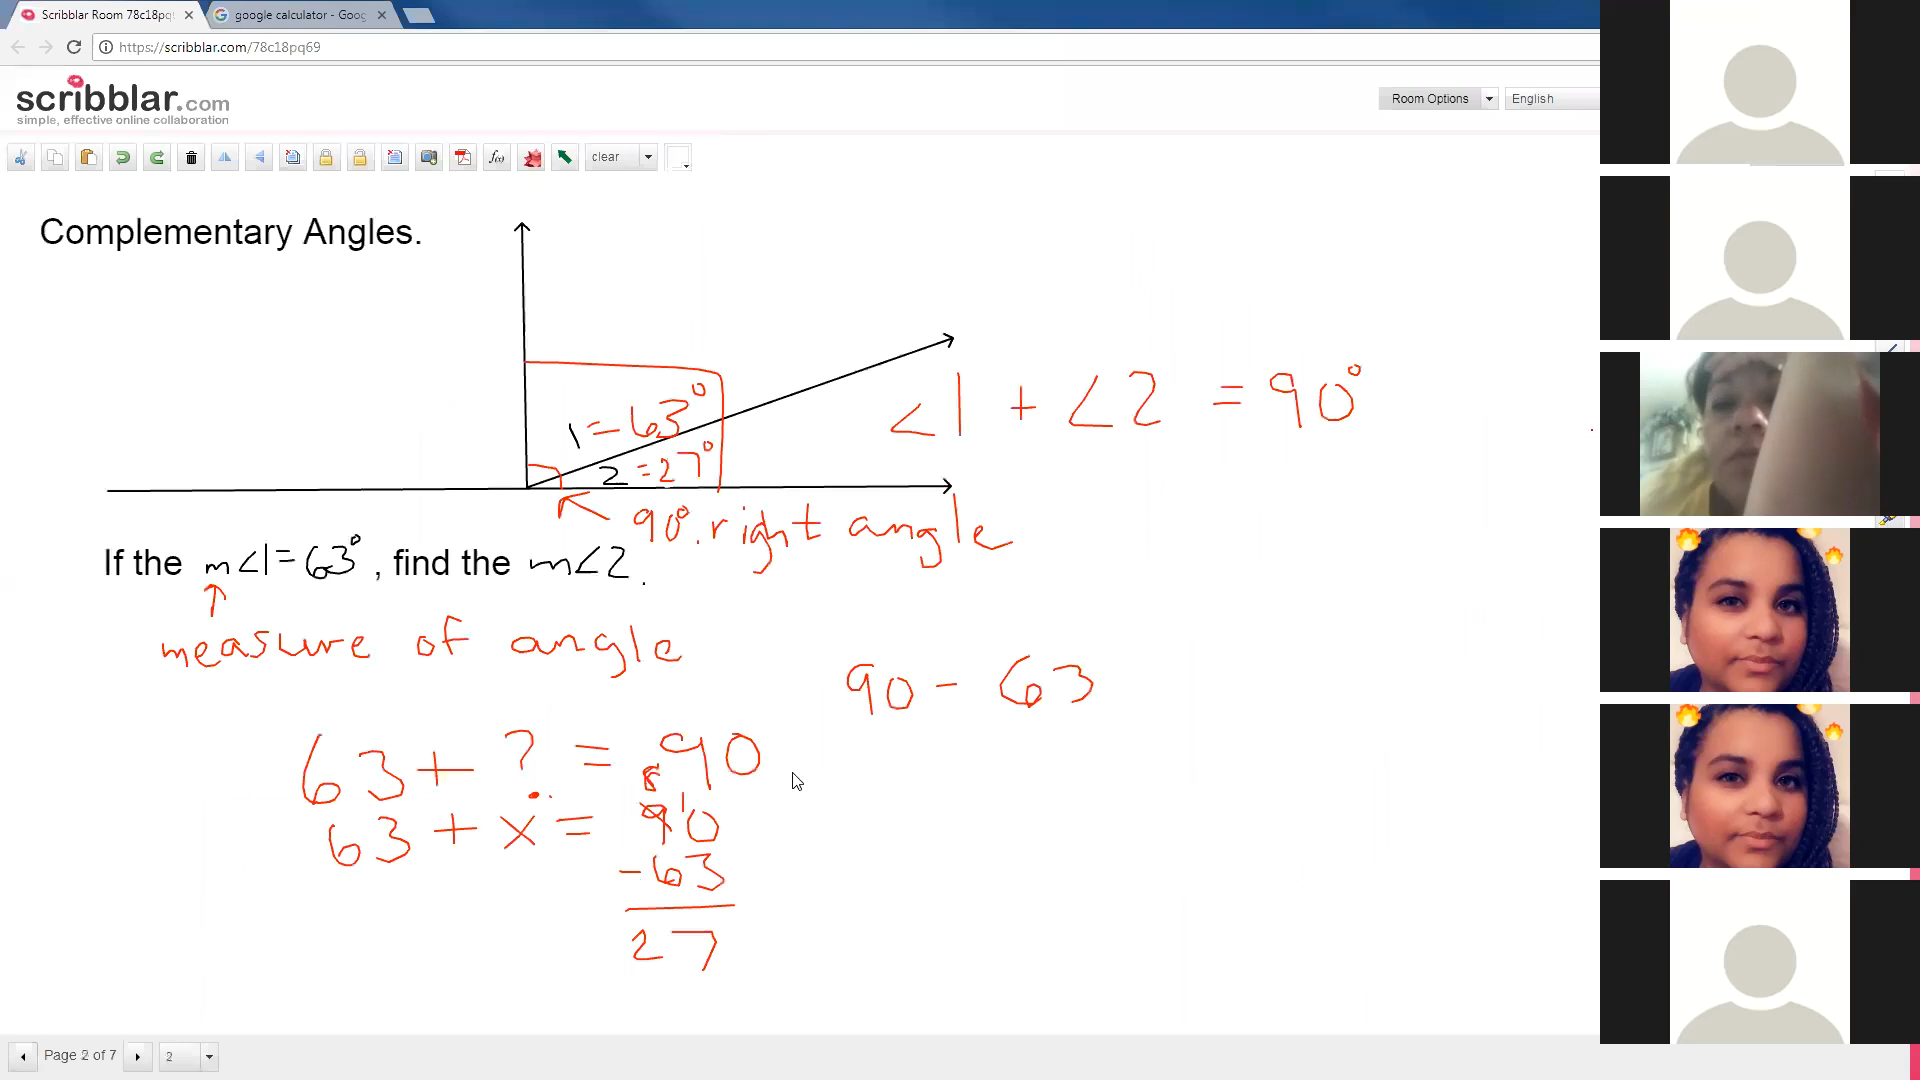 Scribblar Room 78c18pq
google calculator - Goog
https://scribblar.com/78c18pq69
scribblar.com
simple, effective online collaboration
Room Options
English
f(x)
clear
Complementary Angles.
1 = 63°
2 = 27°
∠1 + ∠2 = 90°
90°. right angle
If the m∠1 = 63°, find the m∠2.
measure of angle
90 - 63
63 + ? = 90
8 1
63 + x = 90
-63
27
Page 2 of 7
2